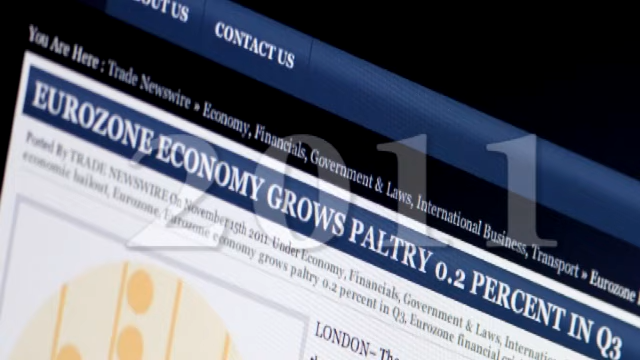 OUT US
CONTACT US
You Are Here : Trade Newswire » Economy, Financials, Government & Laws, International Business, Transport » Eurozone
EUROZONE ECONOMY GROWS PALTRY 0.2 PERCENT IN Q3
Posted By TRADE NEWSWIRE On November 15th 2011. Under Economy, Financials, Government & Laws, Internation
economic bailout, Eurozone, Eurozone economy grows paltry 0.2 percent in Q3, Eurozone financial
LONDON– The
2011